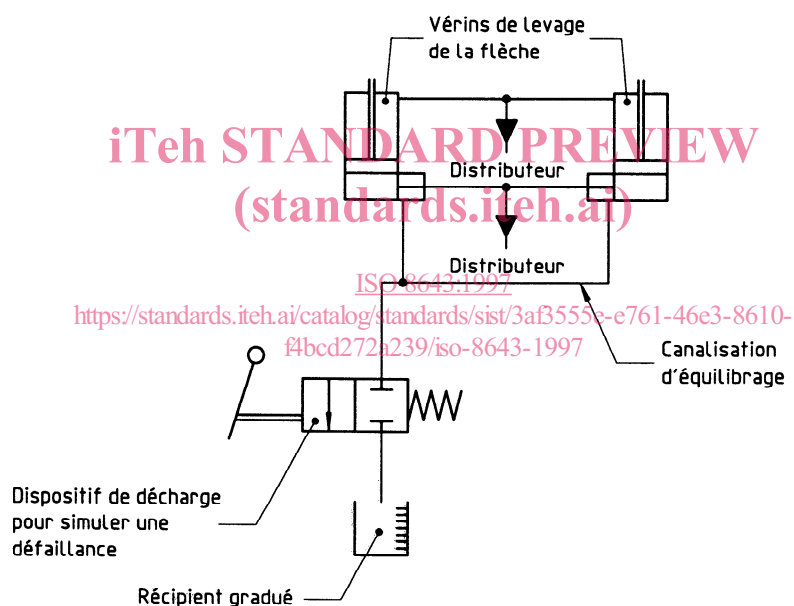 Vérins de levage
de la flèche
iTeh STANDARD PREVIEW
Distributeur
(standards.iteh.ai)
Distributeur
ISO 8643:1997
https://standards.iteh.ai/catalog/standards/sist/3af3555e-e761-46e3-8610-
f4bcd272a239/iso-8643-1997
Canalisation
d'équilibrage
Dispositif de décharge
pour simuler une
défaillance
Récipient gradué